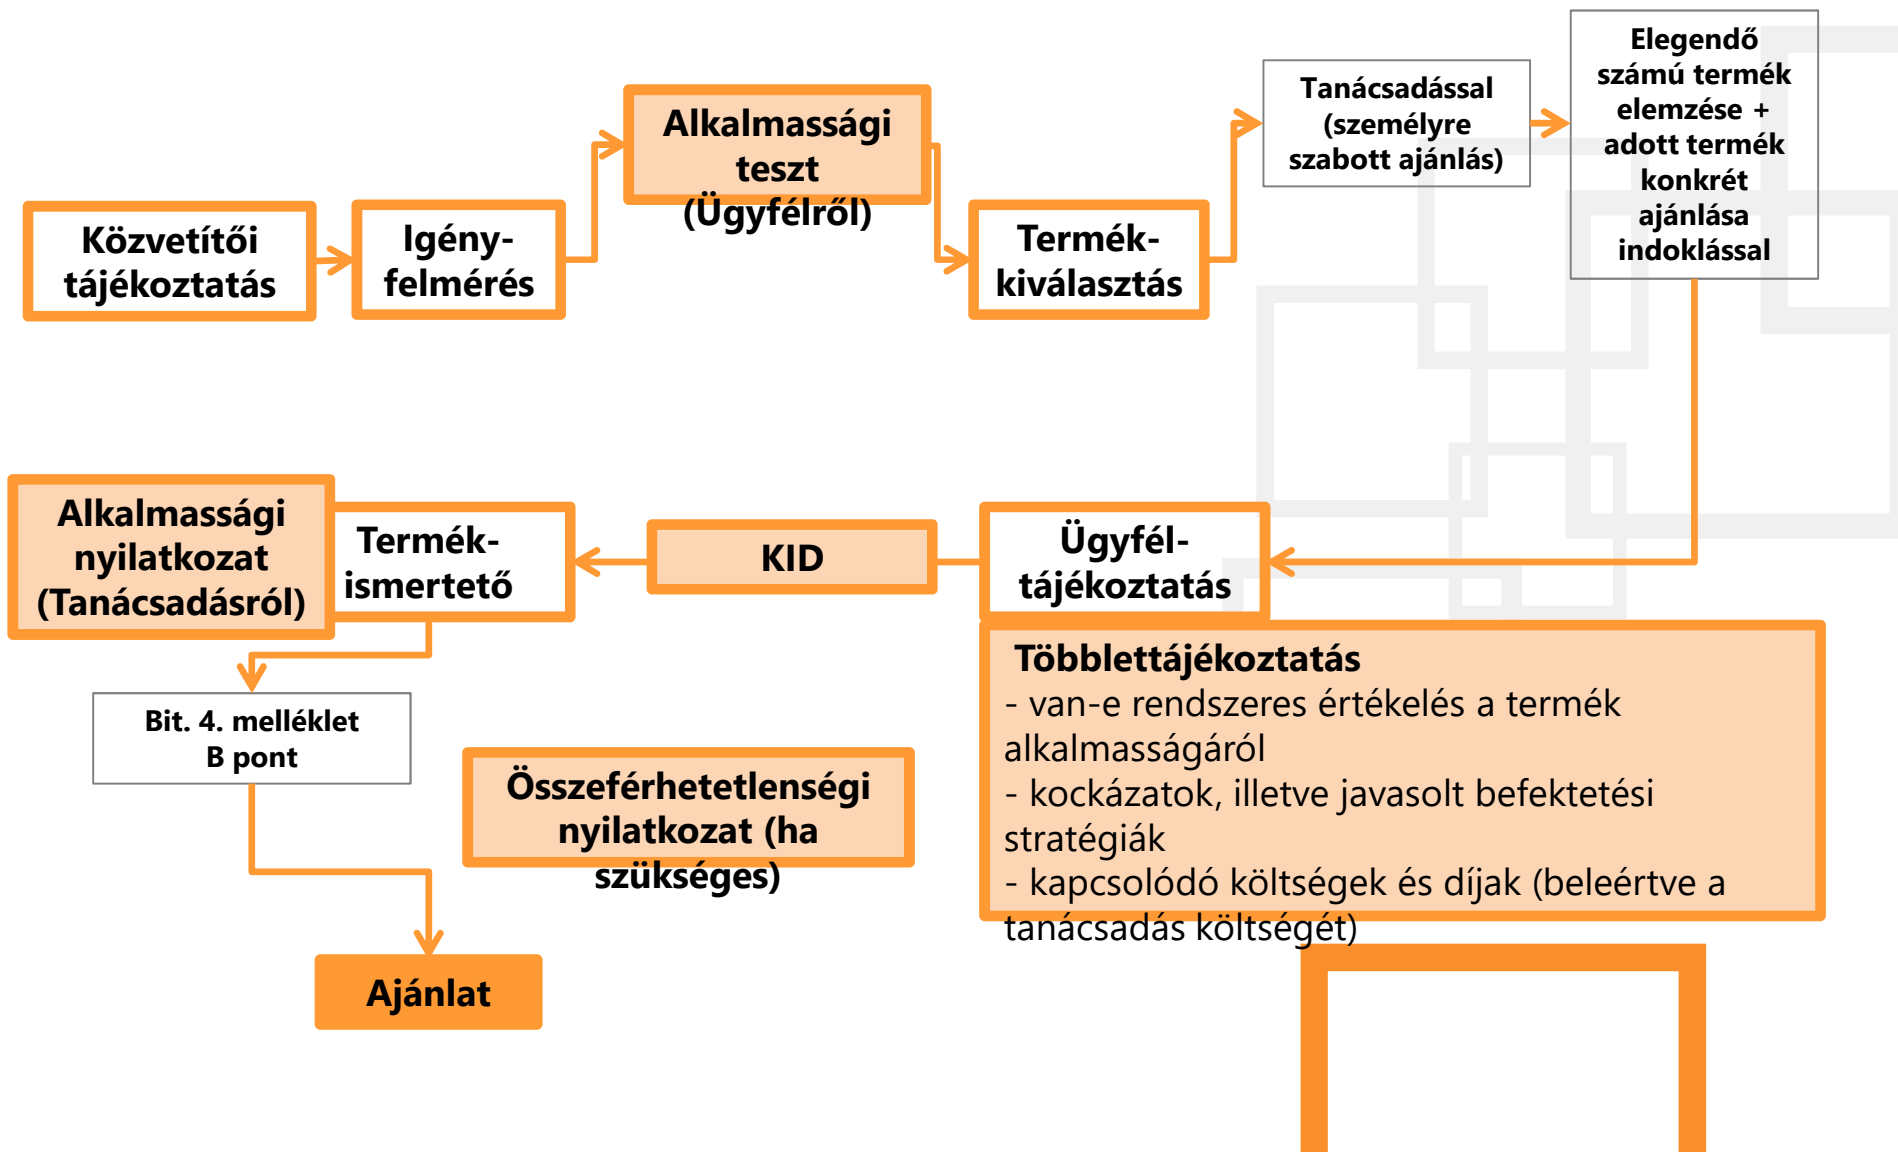 Közvetítői
tájékoztatás
Igény-
felmérés
Alkalmassági
teszt
(Ügyfélről)
Termék-
kiválasztás
Tanácsadással
(személyre
szabott ajánlás)
Elegendő
számú termék
elemzése +
adott termék
konkrét
ajánlása
indoklással
Alkalmassági
nyilatkozat
(Tanácsadásról)
Termék-
ismertető
KID
Ügyfél-
tájékoztatás
Többlettájékoztatás
- van-e rendszeres értékelés a termék
alkalmasságáról
- kockázatok, illetve javasolt befektetési
stratégiák
- kapcsolódó költségek és díjak (beleértve a
tanácsadás költségét)
Bit. 4. melléklet
B pont
Összeférhetetlenségi
nyilatkozat (ha
szükséges)
Ajánlat